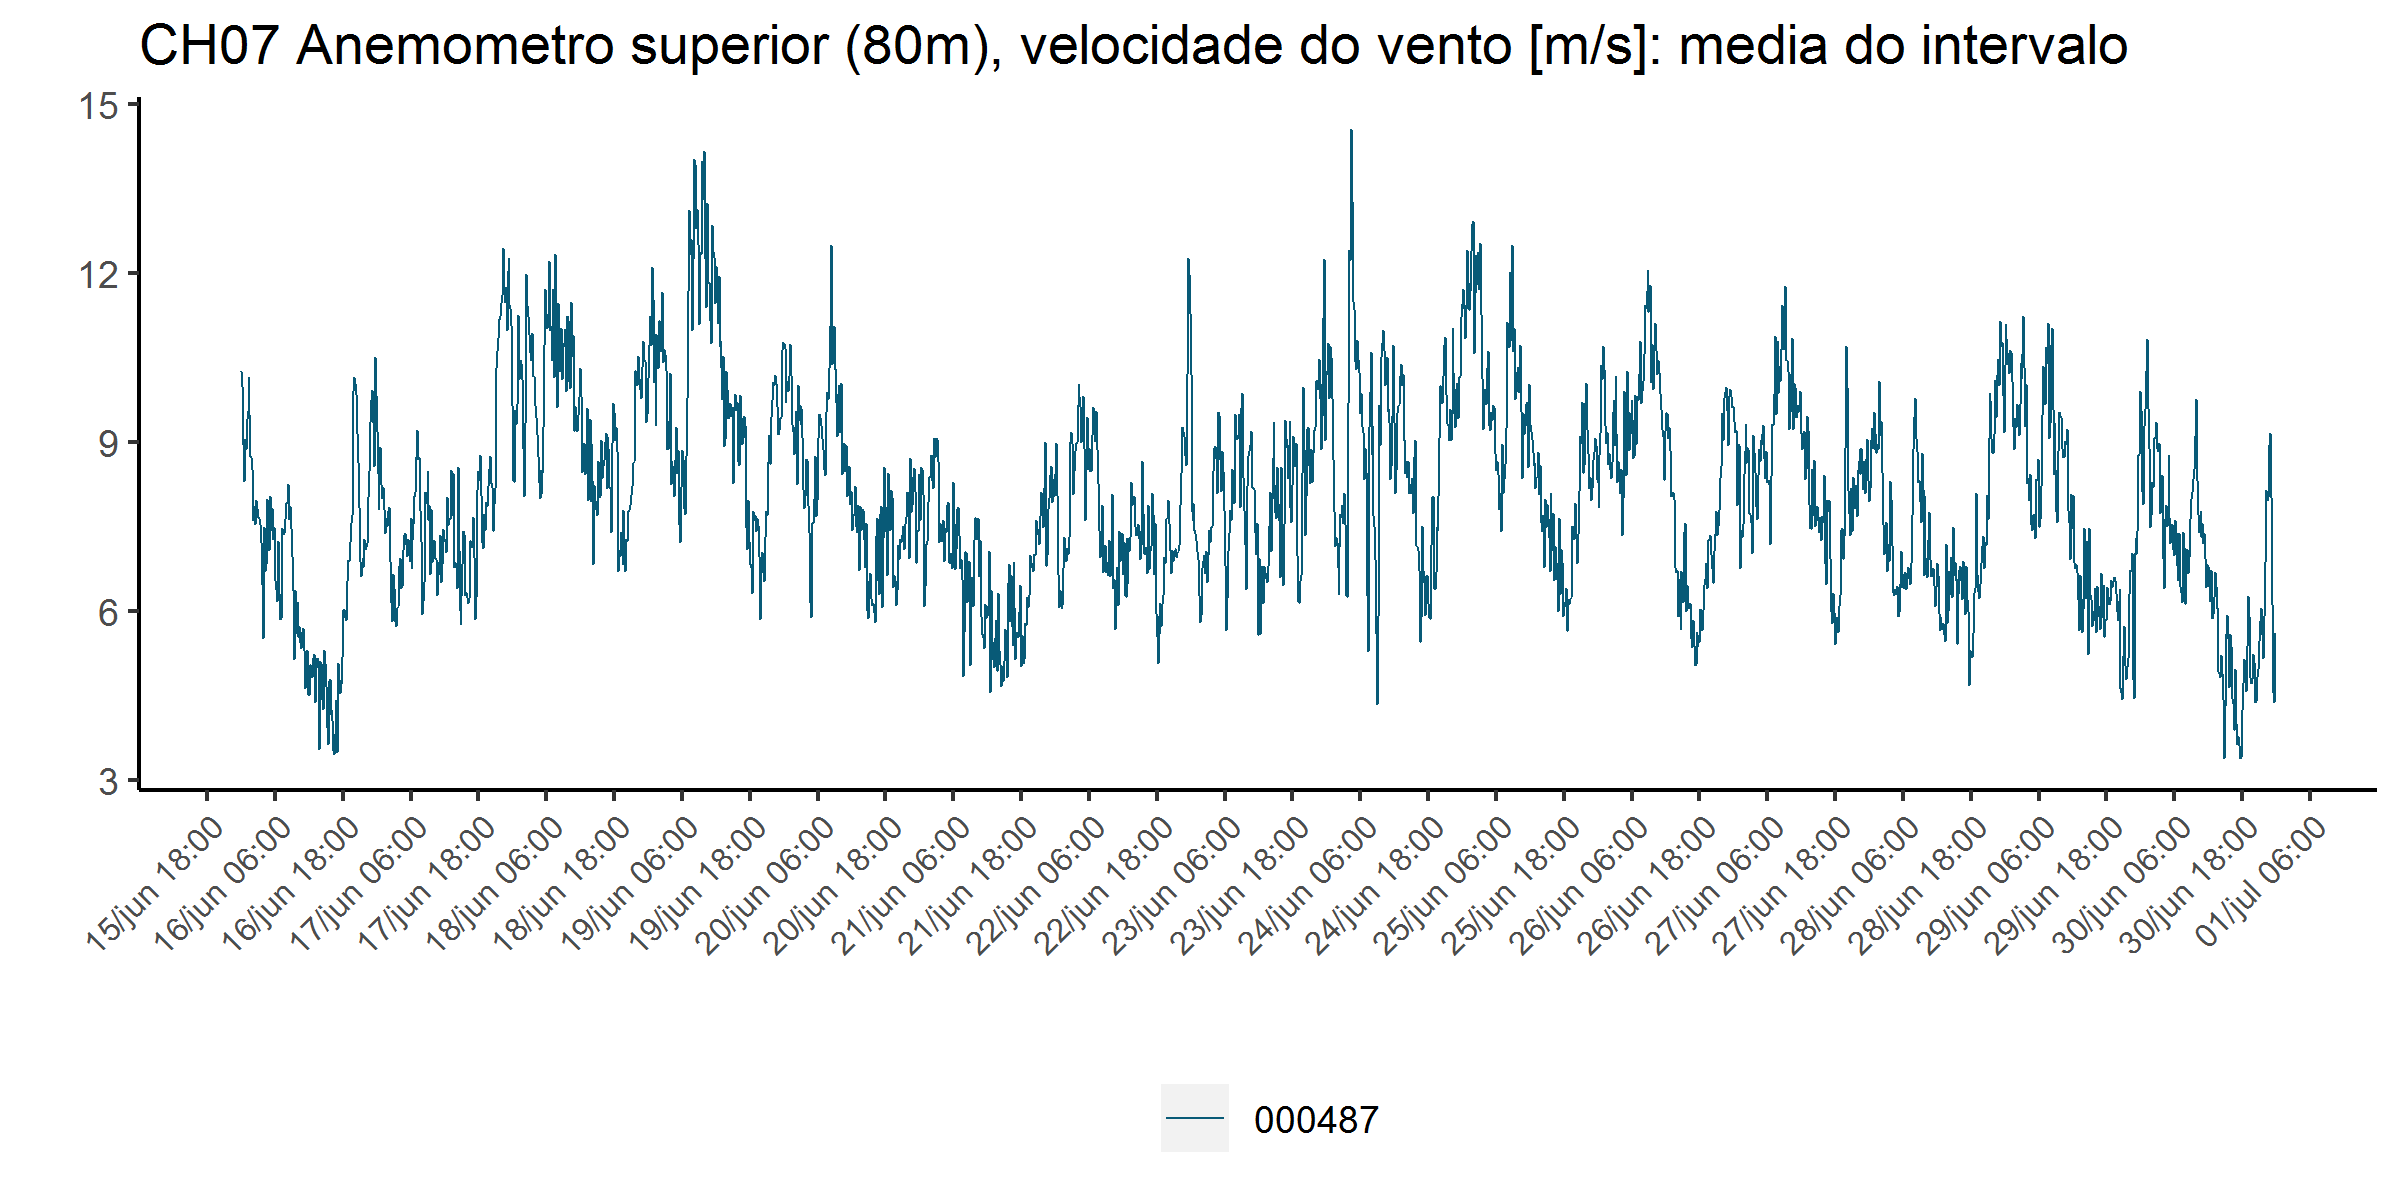 CH07 Anemometro superior (80m), velocidade do vento [m/s]: media do intervalo
15
12
9
6
3
15/jun 18:00
16/jun 06:00
16/jun 18:00
17/jun 06:00
17/jun 18:00
18/jun 06:00
18/jun 18:00
19/jun 06:00
19/jun 18:00
20/jun 06:00
20/jun 18:00
21/jun 06:00
21/jun 18:00
22/jun 06:00
22/jun 18:00
23/jun 06:00
23/jun 18:00
24/jun 06:00
24/jun 18:00
25/jun 06:00
25/jun 18:00
26/jun 06:00
26/jun 18:00
27/jun 06:00
27/jun 18:00
28/jun 06:00
28/jun 18:00
29/jun 06:00
29/jun 18:00
30/jun 06:00
30/jun 18:00
01/jul 06:00
000487